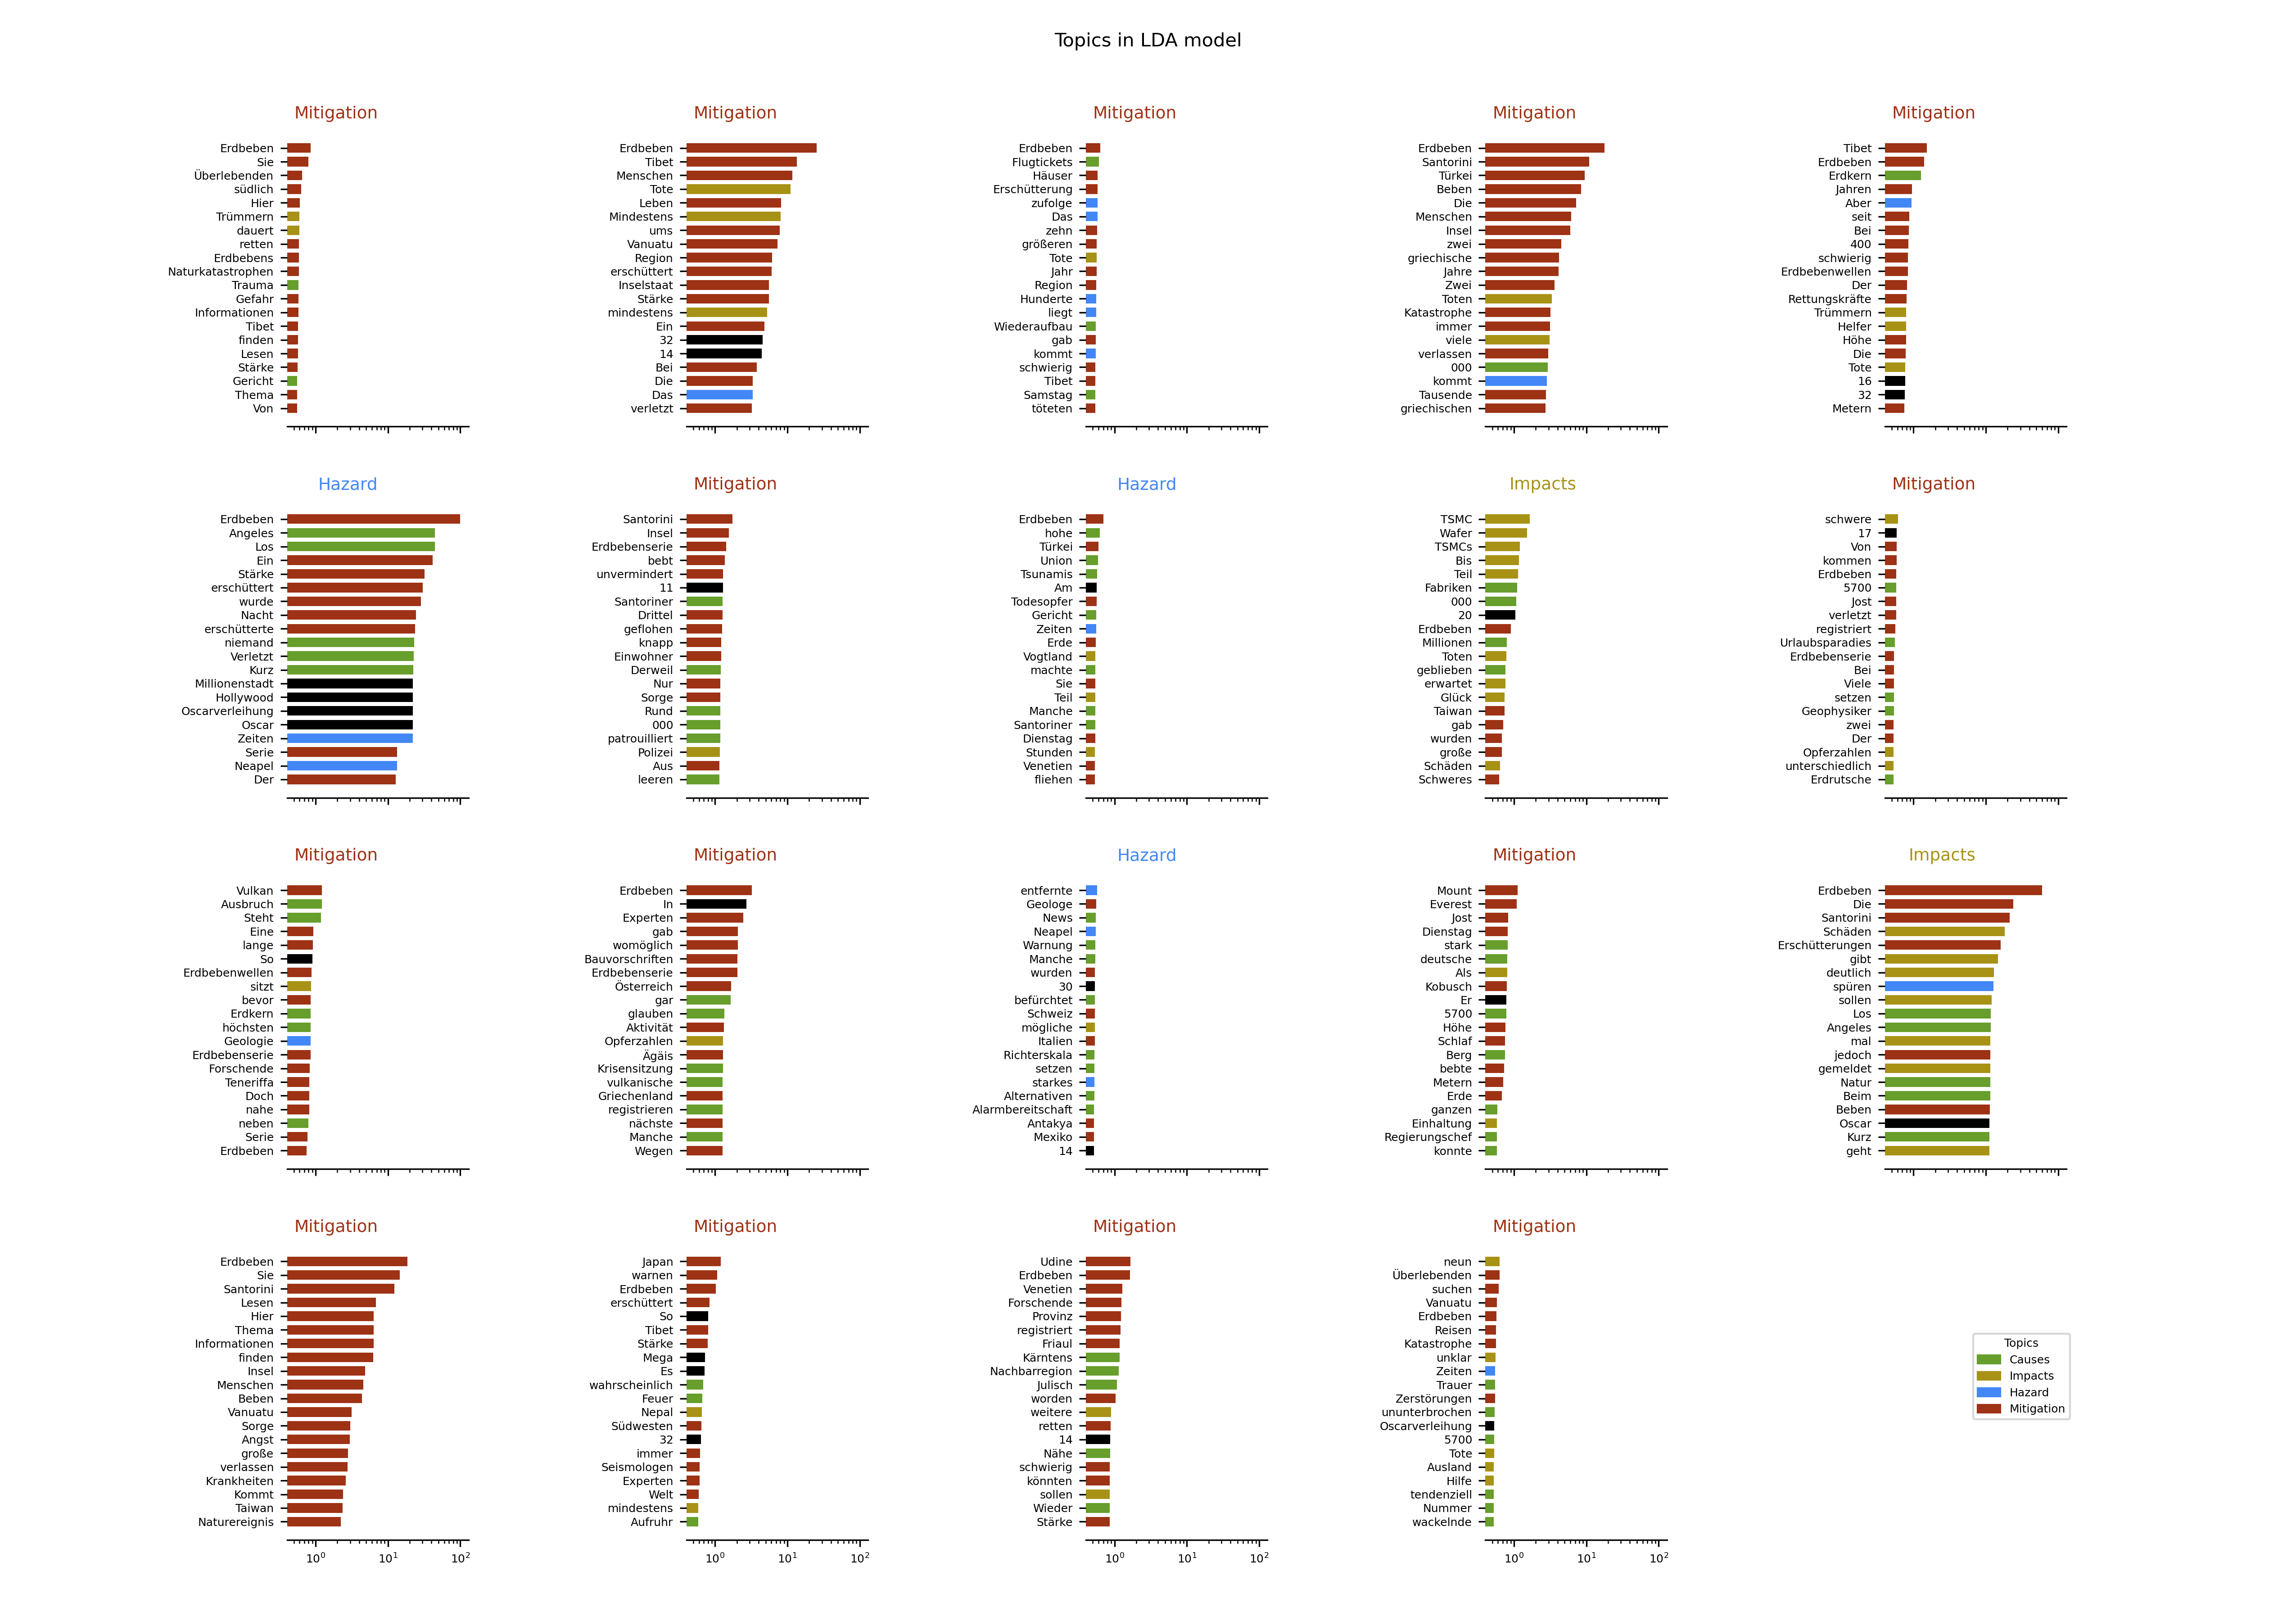 Topics in LDA model
Mitigation
Erdbeben
Sie
Überlebenden
südlich
Hier
Trümmern
dauert
retten
Erdbebens
Naturkatastrophen
Trauma
Gefahr
Informationen
Tibet
finden
Lesen
Stärke
Gericht
Thema
Von
Mitigation
Erdbeben
Tibet
Menschen
Tote
Leben
Mindestens
ums
Vanuatu
Region
erschüttert
Inselstaat
Stärke
mindestens
Ein
32
14
Bei
Die
Das
verletzt
Mitigation
Erdbeben
Flugtickets
Häuser
Erschütterung
zufolge
Das
zehn
größeren
Tote
Jahr
Region
Hunderte
liegt
Wiederaufbau
gab
kommt
schwierig
Tibet
Samstag
töteten
Mitigation
Erdbeben
Santorini
Türkei
Beben
Die
Menschen
Insel
zwei
griechische
Jahre
Zwei
Toten
Katastrophe
immer
viele
verlassen
000
kommt
Tausende
griechischen
Mitigation
Tibet
Erdbeben
Erdkern
Jahren
Aber
seit
Bei
400
schwierig
Erdbebenwellen
Der
Rettungskräfte
Trümmern
Helfer
Höhe
Die
Tote
16
32
Metern
Hazard
Erdbeben
Angeles
Los
Ein
Stärke
erschüttert
wurde
Nacht
erschütterte
niemand
Verletzt
Kurz
Millionenstadt
Hollywood
Oscarverleihung
Oscar
Zeiten
Serie
Neapel
Der
Mitigation
Santorini
Insel
Erdbebenserie
bebt
unvermindert
11
Santoriner
Drittel
geflohen
knapp
Einwohner
Derweil
Nur
Sorge
Rund
000
patrouilliert
Polizei
Aus
leeren
Hazard
Erdbeben
hohe
Türkei
Union
Tsunamis
Am
Todesopfer
Gericht
Zeiten
Erde
Vogtland
machte
Sie
Teil
Manche
Santoriner
Dienstag
Stunden
Venetien
fliehen
Impacts
TSMC
Wafer
TSMCs
Bis
Teil
Fabriken
000
20
Erdbeben
Millionen
Toten
geblieben
erwartet
Glück
Taiwan
gab
wurden
große
Schäden
Schweres
Mitigation
schwere
17
Von
kommen
Erdbeben
5700
Jost
verletzt
registriert
Urlaubsparadies
Erdbebenserie
Bei
Viele
setzen
Geophysiker
zwei
Der
Opferzahlen
unterschiedlich
Erdrutsche
Mitigation
Vulkan
Ausbruch
Steht
Eine
lange
So
Erdbebenwellen
sitzt
bevor
Erdkern
höchsten
Geologie
Erdbebenserie
Forschende
Teneriffa
Doch
nahe
neben
Serie
Erdbeben
Mitigation
Erdbeben
In
Experten
gab
womöglich
Bauvorschriften
Erdbebenserie
Österreich
gar
glauben
Aktivität
Opferzahlen
Ägäis
Krisensitzung
vulkanische
Griechenland
registrieren
nächste
Manche
Wegen
Hazard
entfernte
Geologe
News
Neapel
Warnung
Manche
wurden
30
befürchtet
Schweiz
mögliche
Italien
Richterskala
setzen
starkes
Alternativen
Alarmbereitschaft
Antakya
Mexiko
14
Mitigation
Mount
Everest
Jost
Dienstag
stark
deutsche
Als
Kobusch
Er
5700
Höhe
Schlaf
Berg
bebte
Metern
Erde
ganzen
Einhaltung
Regierungschef
konnte
Impacts
Erdbeben
Die
Santorini
Schäden
Erschütterungen
gibt
deutlich
spüren
sollen
Los
Angeles
mal
jedoch
gemeldet
Natur
Beim
Beben
Oscar
Kurz
geht
Mitigation
Erdbeben
Sie
Santorini
Lesen
Hier
Thema
Informationen
finden
Insel
Menschen
Beben
Vanuatu
Sorge
Angst
große
verlassen
Krankheiten
Kommt
Taiwan
Naturereignis
10⁰ 10¹ 10²
Mitigation
Japan
warnen
Erdbeben
erschüttert
So
Tibet
Stärke
Mega
Es
wahrscheinlich
Feuer
Nepal
Südwesten
32
immer
Seismologen
Experten
Welt
mindestens
Aufruhr
10⁰ 10¹ 10²
Mitigation
Udine
Erdbeben
Venetien
Forschende
Provinz
registriert
Friaul
Kärntens
Nachbarregion
Julisch
worden
weitere
retten
14
Nähe
schwierig
könnten
sollen
Wieder
Stärke
10⁰ 10¹ 10²
Mitigation
neun
Überlebenden
suchen
Vanuatu
Erdbeben
Reisen
Katastrophe
unklar
Zeiten
Trauer
Zerstörungen
ununterbrochen
Oscarverleihung
5700
Tote
Ausland
Hilfe
tendenziell
Nummer
wackelnde
10⁰ 10¹ 10²
Topics
Causes
Impacts
Hazard
Mitigation